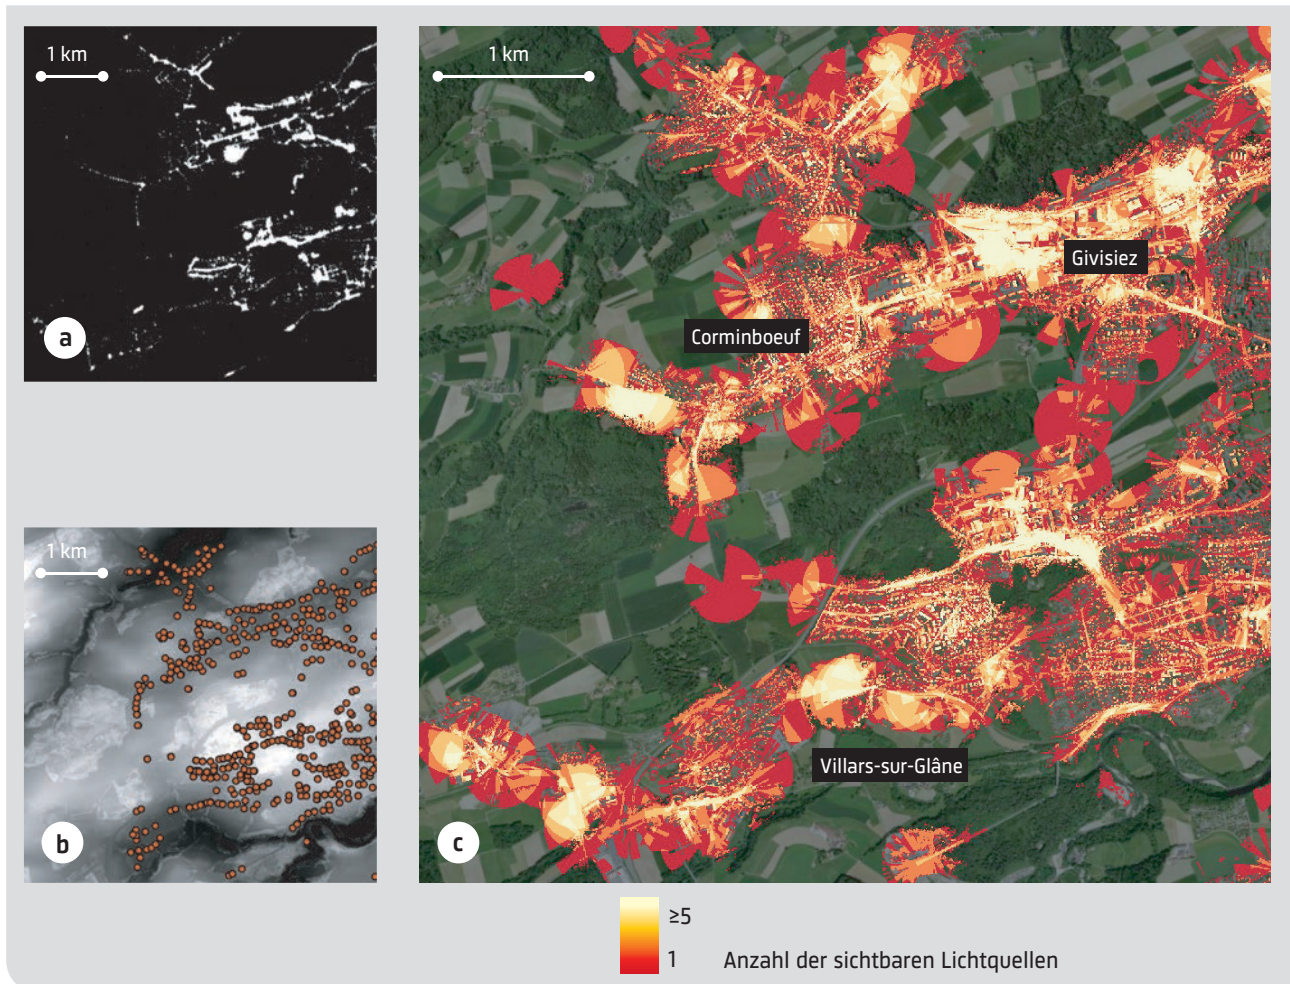 1 km
a
1 km
b
1 km
Givisiez
Corminboeuf
Villars-sur-Glâne
c
≥5
1
Anzahl der sichtbaren Lichtquellen